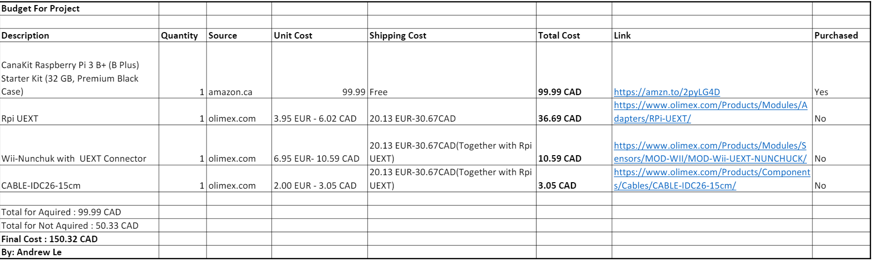 Budget For Project
Description Quantity Source Unit Cost Shipping Cost Total Cost Link Purchased
CanaKit Raspberry Pi 3 B+ (B Plus)
Starter Kit (32 GB, Premium Black
Case) 1 amazon.ca 99.99 Free 99.99 CAD https://amzn.to/2pyLG4D Yes
https://www.olimex.com/Products/Modules/A
Rpi UEXT 1 olimex.com 3.95 EUR - 6.02 CAD 20.13 EUR-30.67CAD 36.69 CAD dapters/RPi-UEXT/ No
20.13 EUR-30.67CAD(Together with Rpi https://www.olimex.com/Products/Modules/S
Wii-Nunchuk with UEXT Connector 1 olimex.com 6.95 EUR- 10.59 CAD UEXT) 10.59 CAD ensors/MOD-WII/MOD-Wii-UEXT-NUNCHUCK/ No
20.13 EUR-30.67CAD(Together with Rpi https://www.olimex.com/Products/Component
CABLE-IDC26-15cm 1 olimex.com 2.00 EUR - 3.05 CAD UEXT) 3.05 CAD s/Cables/CABLE-IDC26-15cm/ No
Total for Aquired : 99.99 CAD
Total for Not Aquired : 50.33 CAD
Final Cost : 150.32 CAD
By: Andrew Le